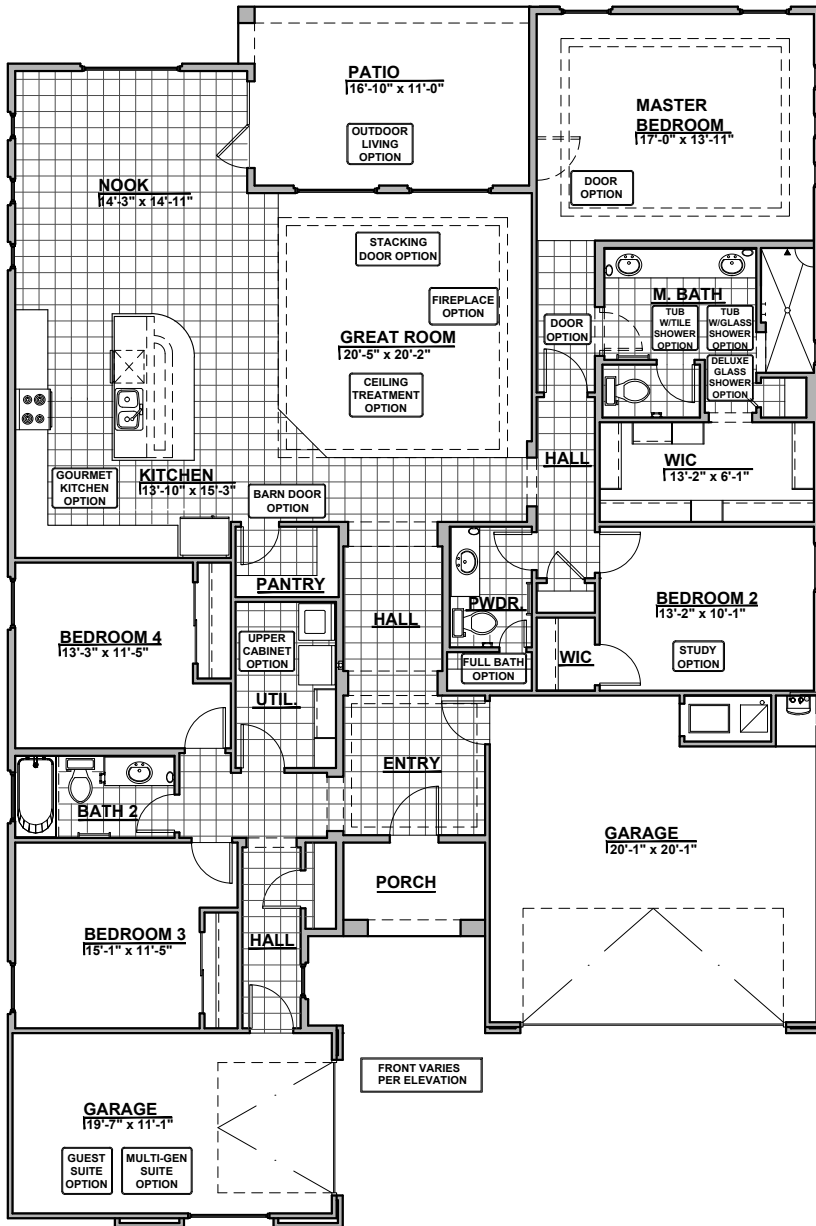 PATIO
16'-10" x 11'-0"
OUTDOOR
LIVING
OPTION
MASTER
BEDROOM
17'-0" x 13'-11"
DOOR
OPTION
NOOK
14'-3" x 14'-11"
STACKING
DOOR OPTION
FIREPLACE
OPTION
GREAT ROOM
20'-5" x 20'-2"
CEILING
TREATMENT
OPTION
DOOR
OPTION
M. BATH
TUB
W/TILE
SHOWER
OPTION
TUB
W/GLASS
SHOWER
OPTION
DELUXE
GLASS
SHOWER
OPTION
KITCHEN
13'-10" x 15'-3"
GOURMET
KITCHEN
OPTION
BARN DOOR
OPTION
HALL
WIC
13'-2" x 6'-1"
PANTRY
BEDROOM 4
13'-3" x 11'-5"
UPPER
CABINET
OPTION
UTIL.
HALL
PWDR.
FULL BATH
OPTION
WIC
BEDROOM 2
13'-2" x 10'-1"
STUDY
OPTION
ENTRY
BATH 2
GARAGE
20'-1" x 20'-1"
PORCH
BEDROOM 3
15'-1" x 11'-5"
HALL
FRONT VARIES
PER ELEVATION
GARAGE
19'-7" x 11'-1"
GUEST
SUITE
OPTION
MULTI-GEN
SUITE
OPTION